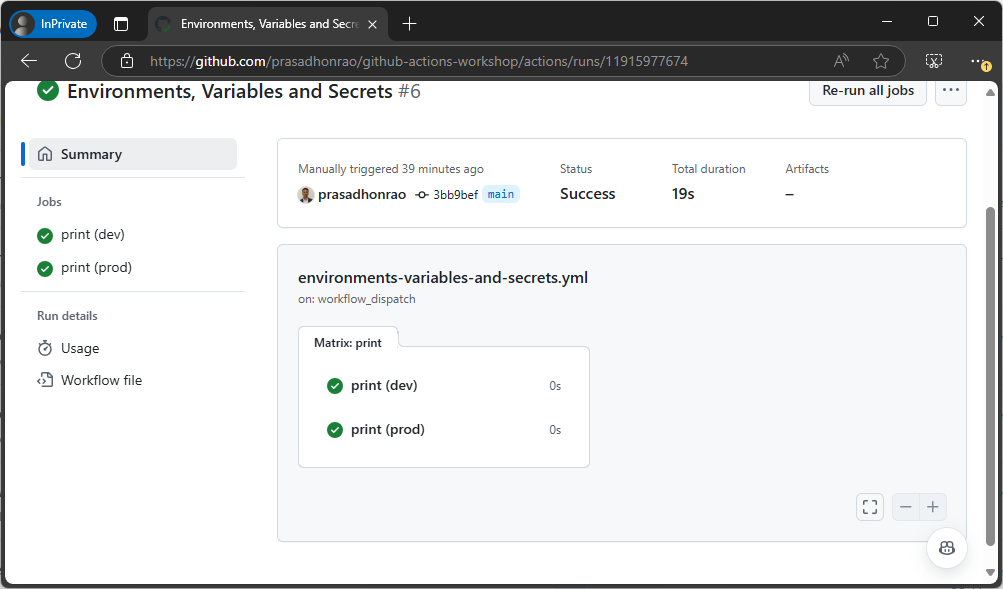 InPrivate
Environments, Variables and Secre
https://github.com/prasadhonrao/github-actions-workshop/actions/runs/11915977674
Environments, Variables and Secrets #6
Re-run all jobs
Summary
Jobs
print (dev)
print (prod)
Run details
Usage
Workflow file
Manually triggered 39 minutes ago
prasadhonrao 3bb9bef main
Status
Success
Total duration
19s
Artifacts
–
environments-variables-and-secrets.yml
on: workflow_dispatch
Matrix: print
print (dev) 0s
print (prod) 0s